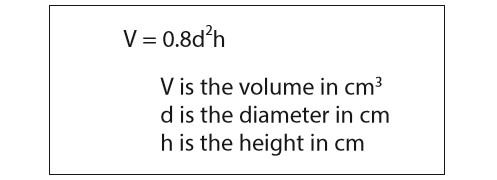 V = 0.8d²h
V is the volume in cm³
d is the diameter in cm
h is the height in cm